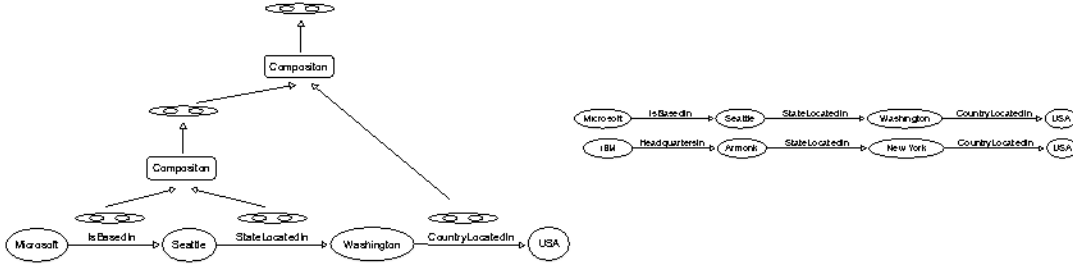 Compositon
Compositon
Microsoft IsBasedIn Seattle StateLocatedIn Washington CountryLocatedIn USA
Microsoft IsBasedIn Seattle StateLocatedIn Washington CountryLocatedIn USA
IBM HeadquartersIn Armonk StateLocatedIn New York CountryLocatedIn USA